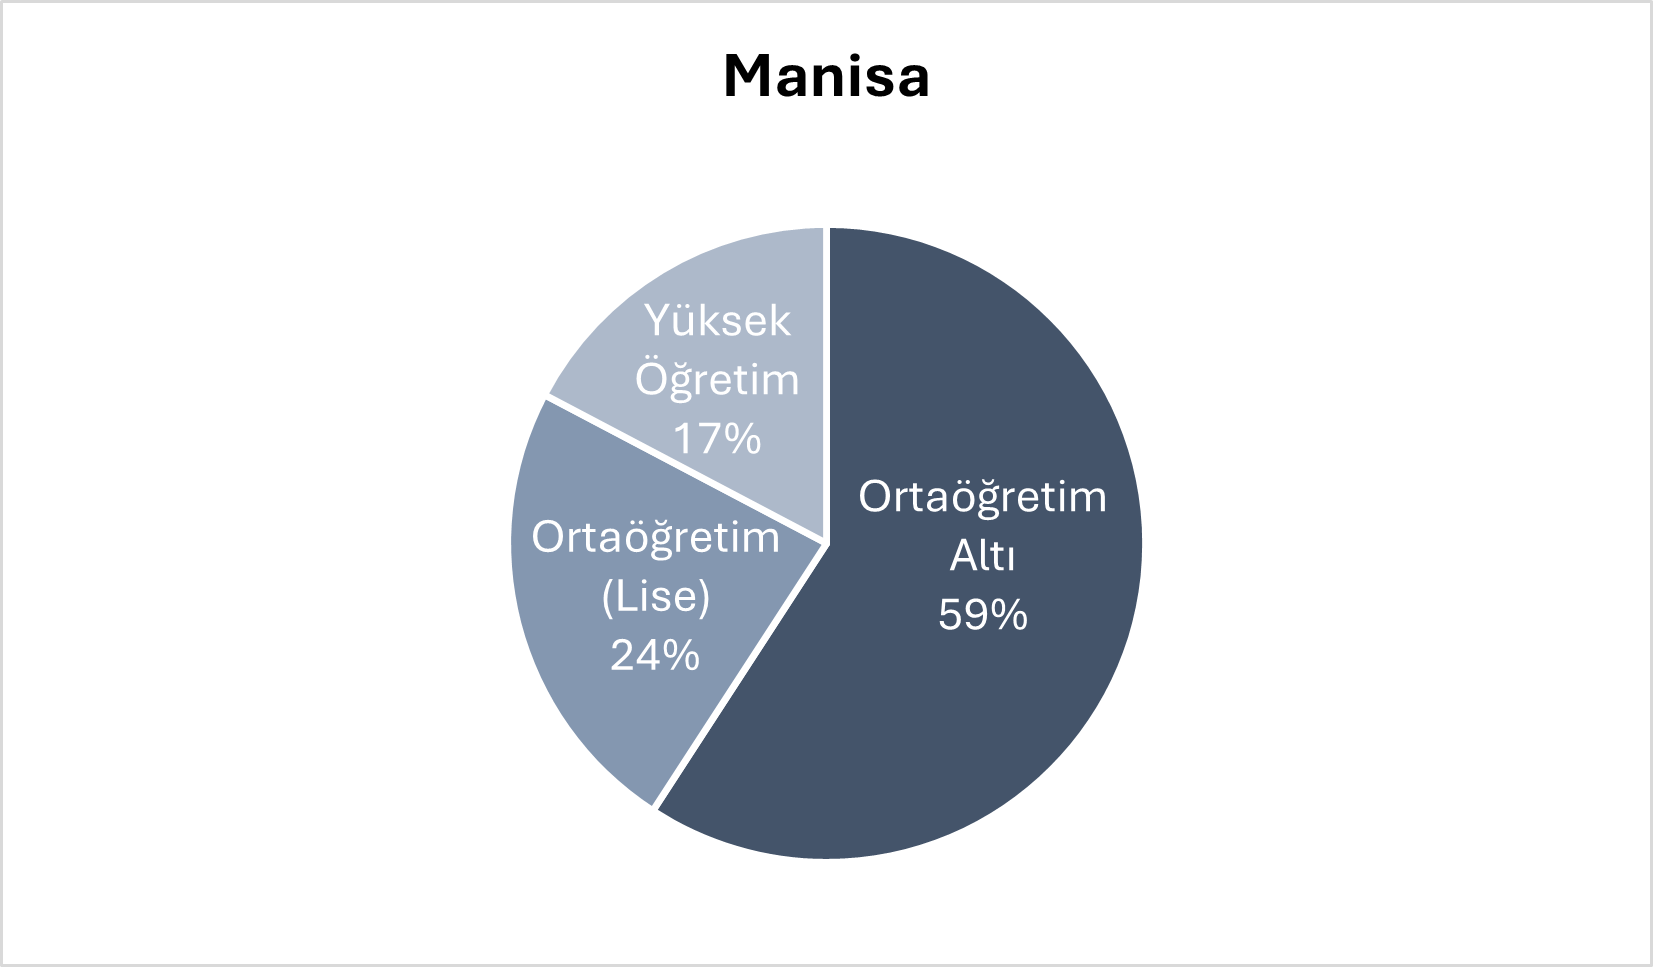 Manisa
Yüksek
Öğretim
17%
Ortaöğretim
(Lise)
24%
Ortaöğretim
Altı
59%